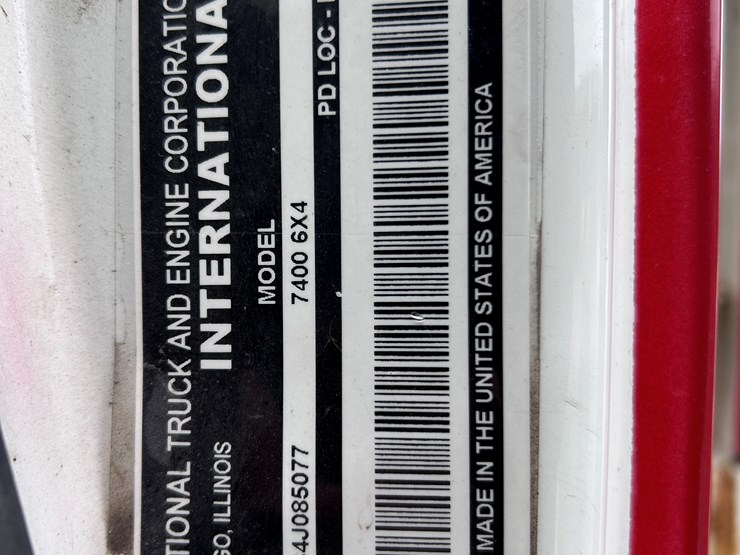 TIONAL TRUCK AND ENGINE CORPORATIO
INTERNATIONA
GO, ILLINOIS
MODEL
4J085077 7400 6X4
PD LOC -
MADE IN THE UNITED STATES OF AMERICA